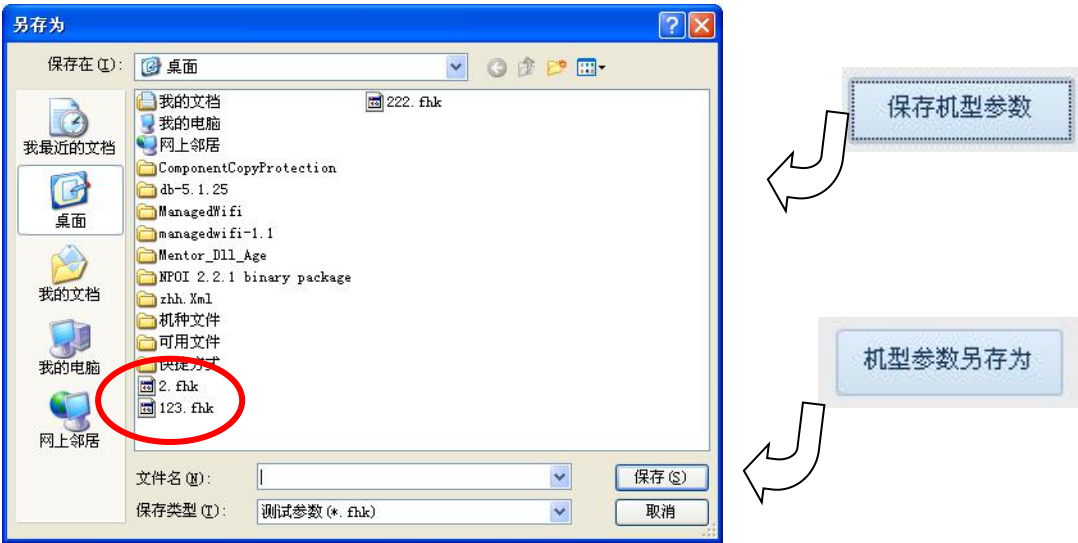 另存为
保存在(I):
桌面
我最近的文档
桌面
我的文档
我的电脑
网上邻居
我的文档
222.fhk
我的电脑
网上邻居
ComponentCopyProtection
db-5.1.25
ManagedWifi
managedwifi-1.1
Mentor_Dll_Age
NPOI 2.2.1 binary package
zhh.Xml
机种文件
可用文件
快捷方式
2.fhk
123.fhk
文件名(N):
保存(S)
保存类型(T):
测试参数(*.fhk)
取消
保存机型参数
机型参数另存为